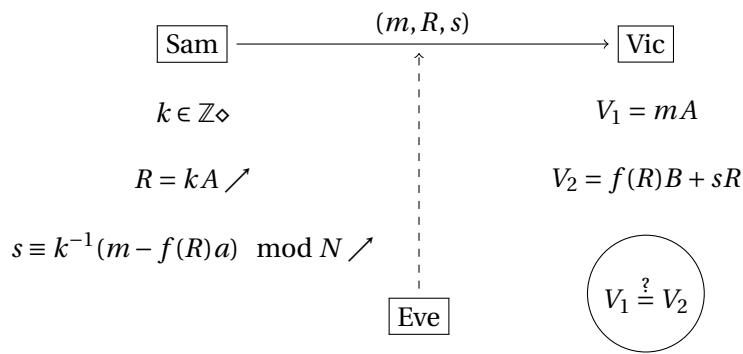 (m, R, s)
Sam Vic
k ∈ ℤ⋄ V₁ = mA
R = kA ↗ V₂ = f(R)B + sR
s ≡ k⁻¹(m − f(R)a) mod N ↗
V₁ ≟ V₂
Eve